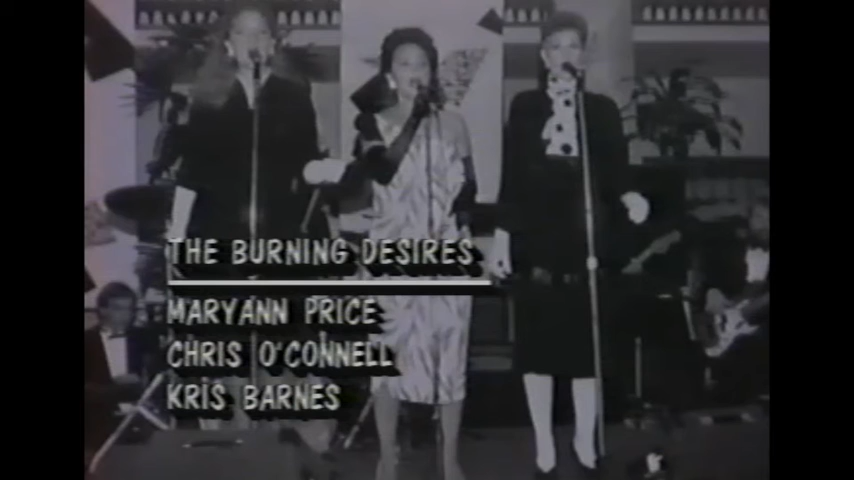 THE BURNING DESIRES
MARYANN PRICE
CHRIS O'CONNELL
KRIS BARNES